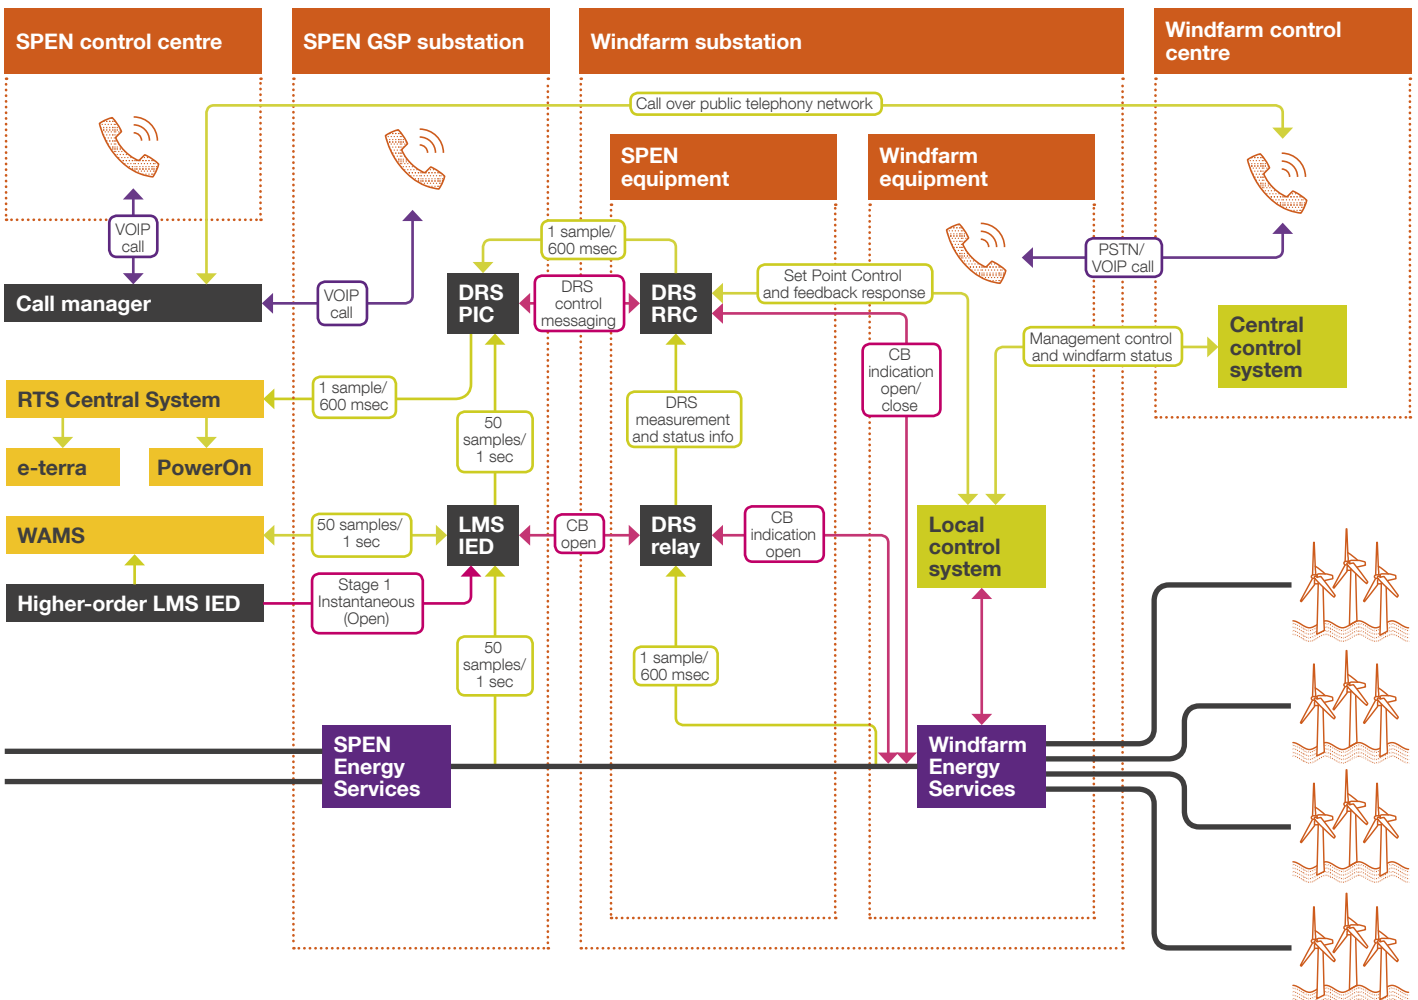 SPEN control centre
SPEN GSP substation
Windfarm substation
Windfarm control
centre
Call over public telephony network
SPEN
equipment
Windfarm
equipment
VOIP
call
1 sample/
600 msec
PSTN/
VOIP call
Call manager
VOIP
call
DRS
PIC
DRS
control
messaging
DRS
RRC
Set Point Control
and feedback response
Central
control
system
Management control
and windfarm status
CB
indication
open/
close
RTS Central System
1 sample/
600 msec
DRS
measurement
and status info
50
samples/
1 sec
e-terra
PowerOn
WAMS
50 samples/
1 sec
LMS
IED
CB
open
DRS
relay
CB
indication
open
Local
control
system
Higher-order LMS IED
Stage 1
Instantaneous
(Open)
50
samples/
1 sec
1 sample/
600 msec
SPEN
Energy
Services
Windfarm
Energy
Services